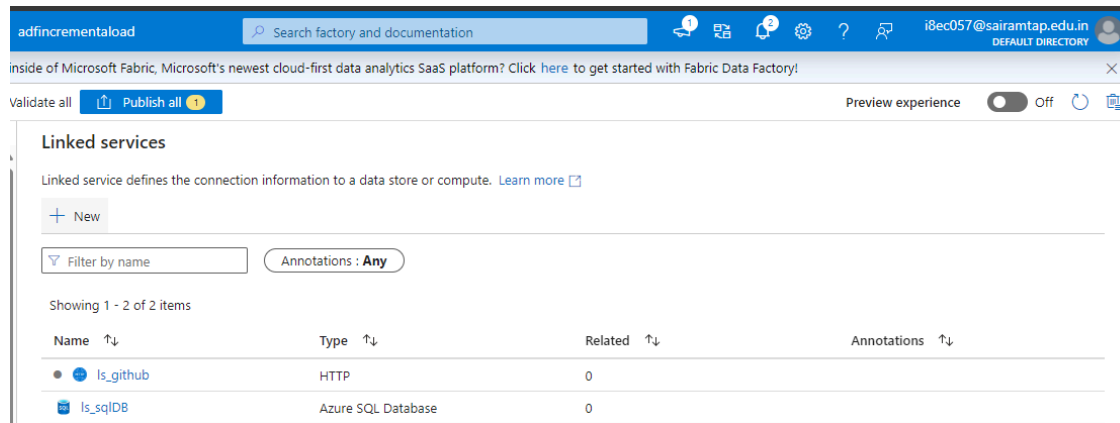 adfincrementaload
Search factory and documentation
1
2
i8ec057@sairamtap.edu.in
DEFAULT DIRECTORY
inside of Microsoft Fabric, Microsoft's newest cloud-first data analytics SaaS platform? Click here to get started with Fabric Data Factory!
Validate all Publish all 1 Preview experience Off
Linked services
Linked service defines the connection information to a data store or compute. Learn more
+ New
Filter by name Annotations : Any
Showing 1 - 2 of 2 items
Name Type Related Annotations
ls_github HTTP 0
ls_sqlDB Azure SQL Database 0